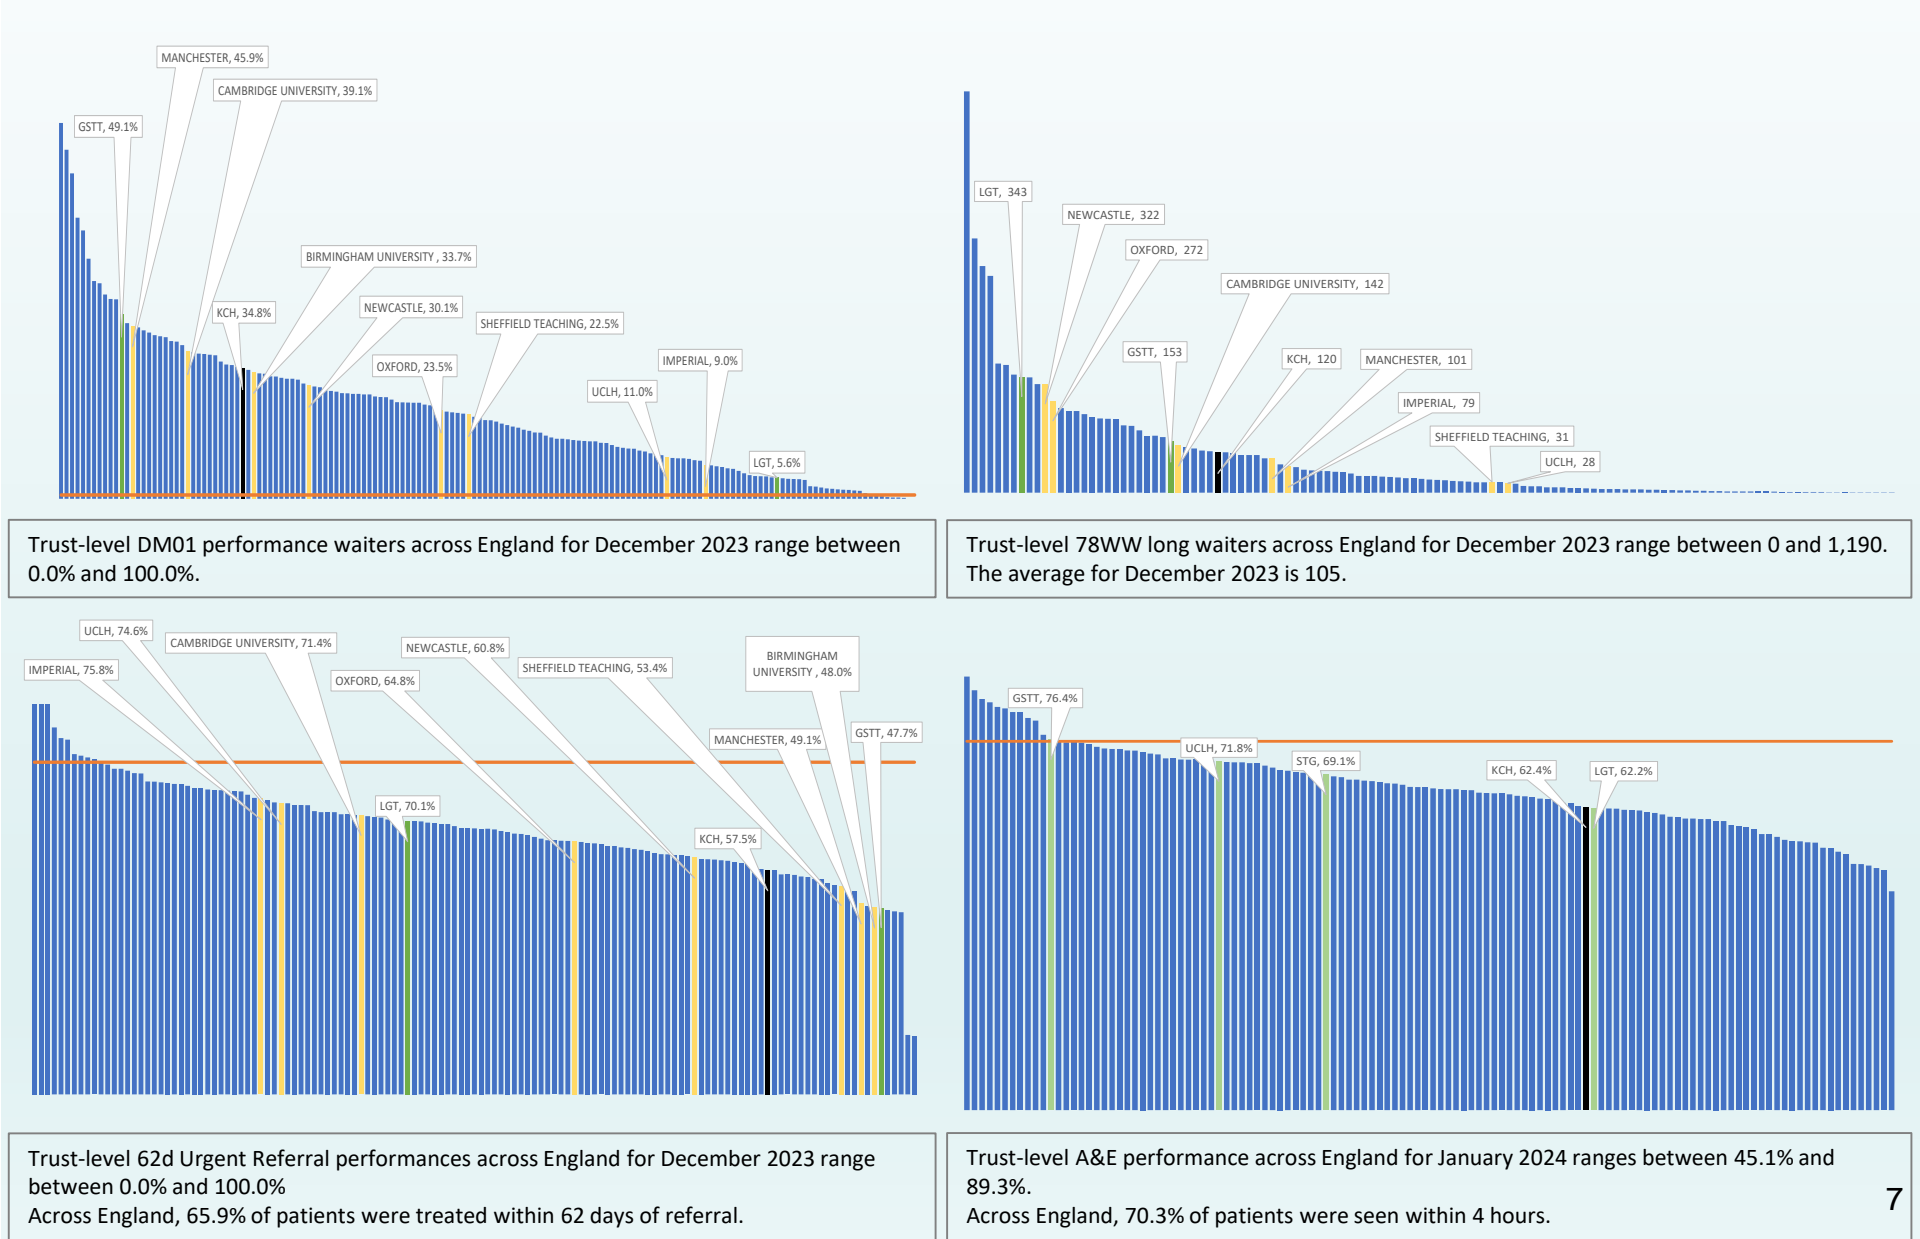 MANCHESTER, 45.9%
CAMBRIDGE UNIVERSITY, 39.1%
GSTT, 49.1%
BIRMINGHAM UNIVERSITY , 33.7%
KCH, 34.8%
NEWCASTLE, 30.1%
SHEFFIELD TEACHING, 22.5%
OXFORD, 23.5%
IMPERIAL, 9.0%
UCLH, 11.0%
LGT, 5.6%
Trust-level DM01 performance waiters across England for December 2023 range between
0.0% and 100.0%.
LGT, 343
NEWCASTLE, 322
OXFORD, 272
CAMBRIDGE UNIVERSITY, 142
GSTT, 153
KCH, 120
MANCHESTER, 101
IMPERIAL, 79
SHEFFIELD TEACHING, 31
UCLH, 28
Trust-level 78WW long waiters across England for December 2023 range between 0 and 1,190.
The average for December 2023 is 105.
UCLH, 74.6%
CAMBRIDGE UNIVERSITY, 71.4%
IMPERIAL, 75.8%
NEWCASTLE, 60.8%
OXFORD, 64.8%
SHEFFIELD TEACHING, 53.4%
BIRMINGHAM
UNIVERSITY , 48.0%
MANCHESTER, 49.1%
GSTT, 47.7%
LGT, 70.1%
KCH, 57.5%
Trust-level 62d Urgent Referral performances across England for December 2023 range
between 0.0% and 100.0%
Across England, 65.9% of patients were treated within 62 days of referral.
GSTT, 76.4%
UCLH, 71.8%
STG, 69.1%
KCH, 62.4%
LGT, 62.2%
Trust-level A&E performance across England for January 2024 ranges between 45.1% and
89.3%.
Across England, 70.3% of patients were seen within 4 hours.
7